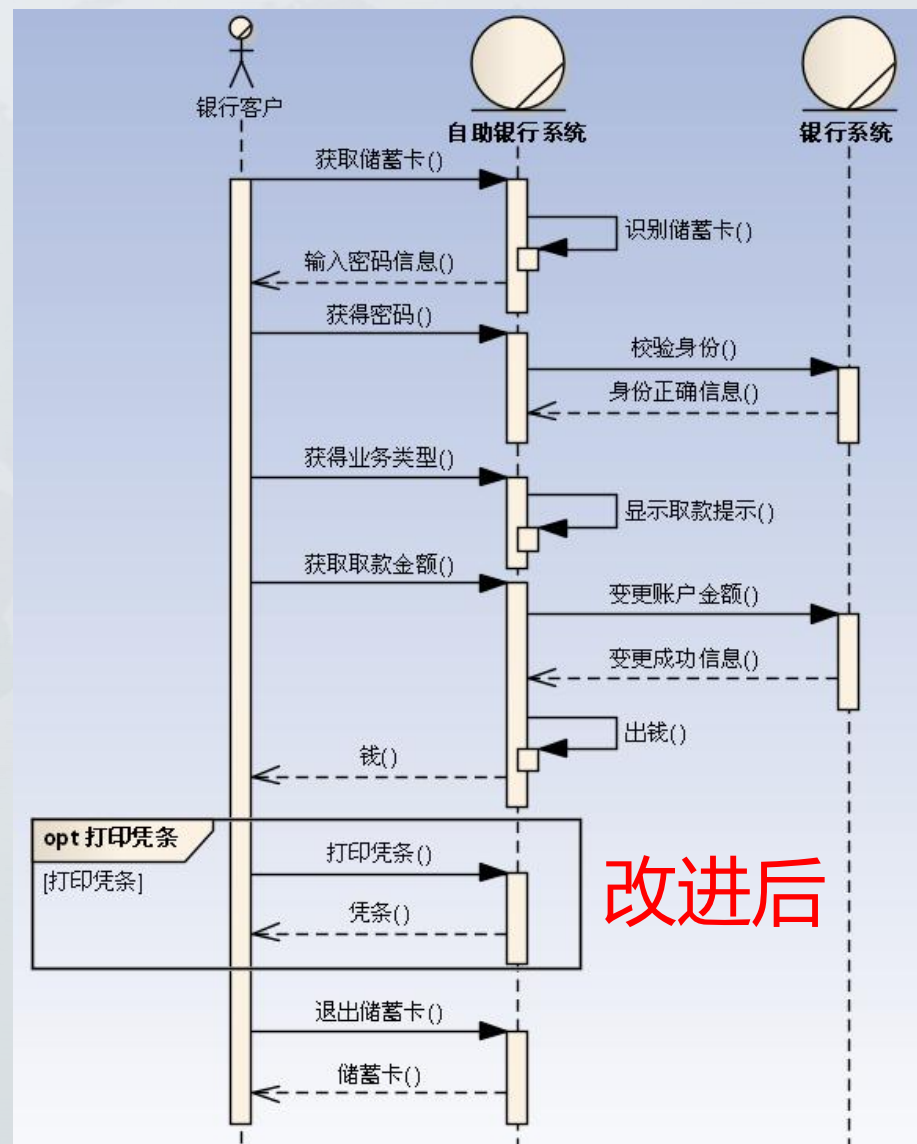 银行客户
自助银行系统
银行系统
获取储蓄卡()
识别储蓄卡()
输入密码信息()
获得密码()
校验身份()
身份正确信息()
获得业务类型()
显示取款提示()
获取取款金额()
变更账户金额()
变更成功信息()
出钱()
钱()
opt 打印凭条
[打印凭条]
打印凭条()
凭条()
改进后
退出储蓄卡()
储蓄卡()